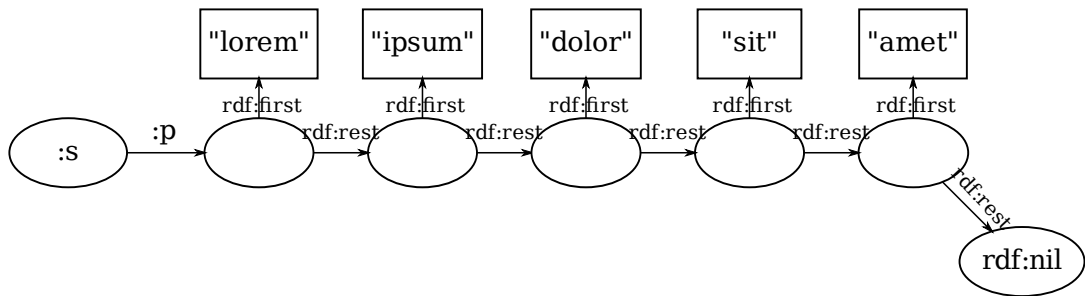 "lorem" "ipsum" "dolor" "sit" "amet"
rdf:first rdf:first rdf:first rdf:first rdf:first
:p rdf:rest rdf:rest rdf:rest rdf:rest
:s
rdf:rest
rdf:nil